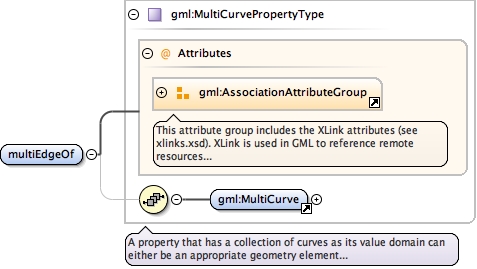 gml:MultiCurvePropertyType
@ Attributes
gml:AssociationAttributeGroup
This attribute group includes the XLink attributes (see
xlinks.xsd). XLink is used in GML to reference remote
resources...
multiEdgeOf
gml:MultiCurve
A property that has a collection of curves as its value domain can
either be an appropriate geometry element...